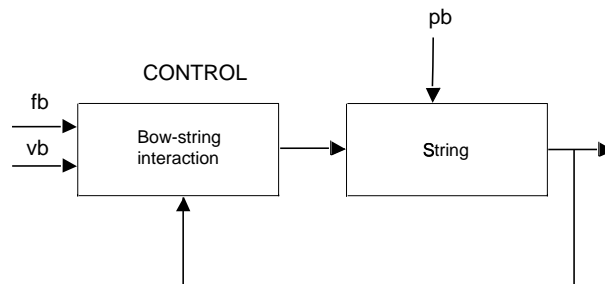 pb
CONTROL
fb
vb
Bow-string
interaction
String